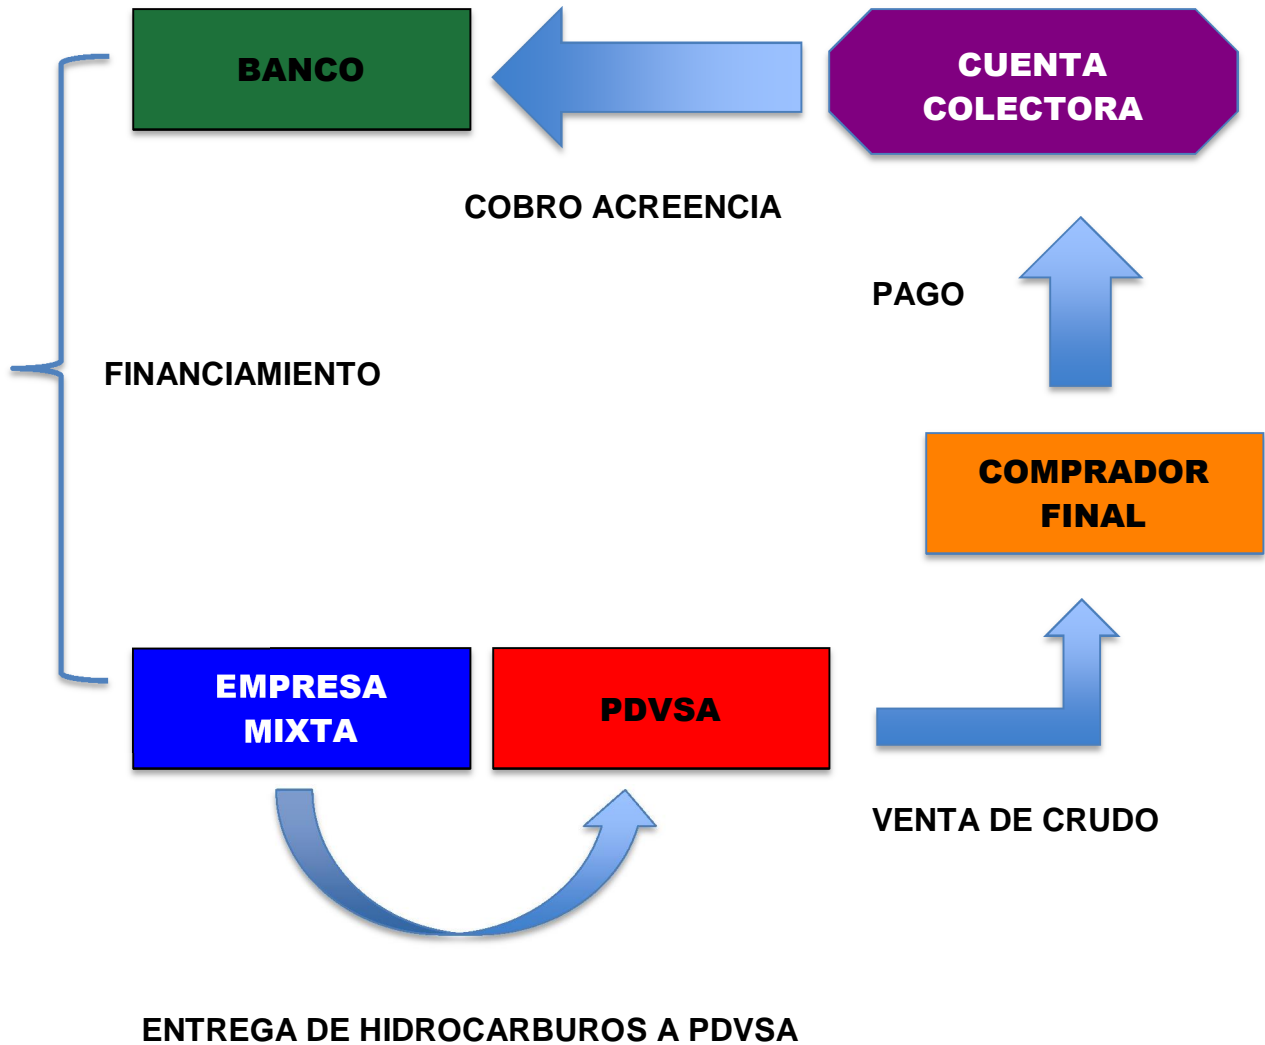 BANCO
CUENTA
COLECTORA
COBRO ACREENCIA
PAGO
FINANCIAMIENTO
COMPRADOR
FINAL
EMPRESA
MIXTA
PDVSA
VENTA DE CRUDO
ENTREGA DE HIDROCARBUROS A PDVSA